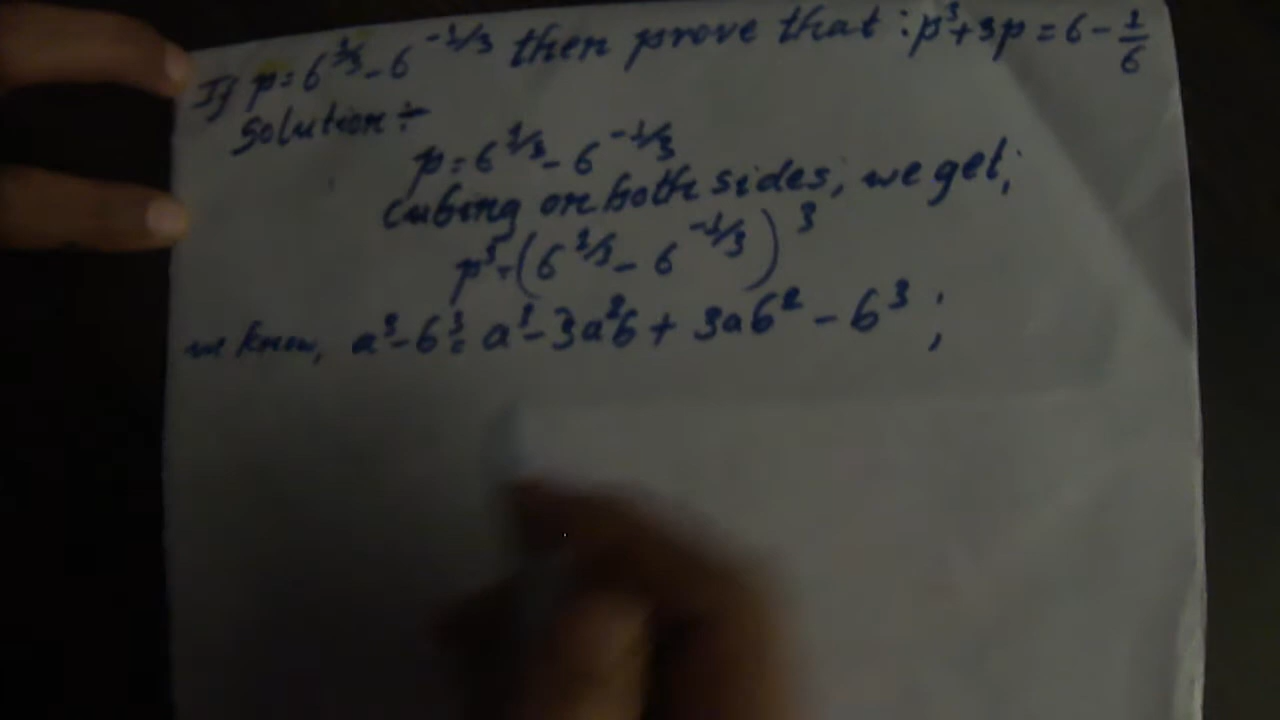 If p=6^1/3-6^-1/3 then prove that: p³+3p=6-1/6
Solution÷
p=6^1/3-6^-1/3
cubing on both sides, we get;
p³=(6^1/3-6^-1/3)³
we know, a³-b³=a³-3a²b+3ab²-b³;